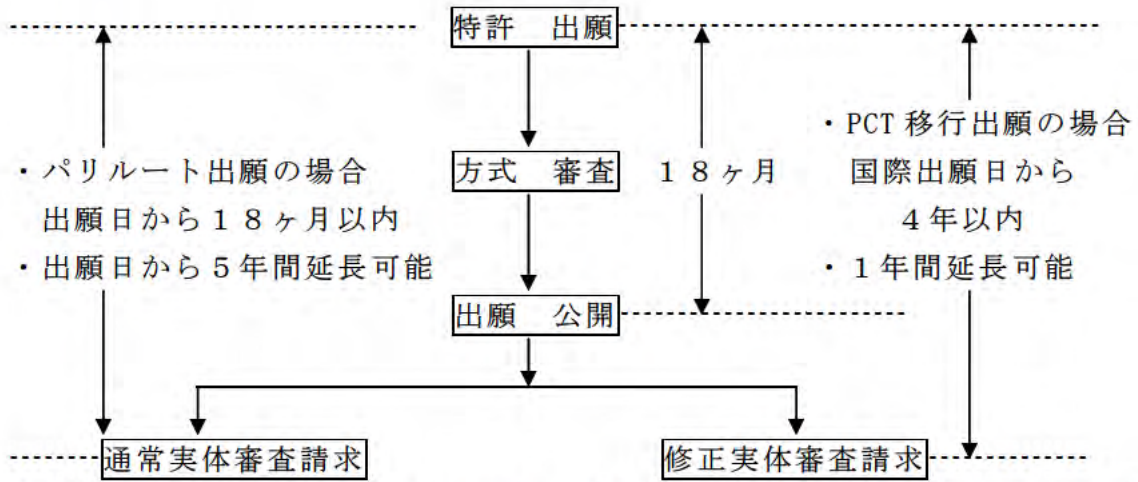 特許　出願
・パリルート出願の場合
出願日から１８ヶ月以内
・出願日から５年間延長可能
方式　審査
１８ヶ月
・PCT 移行出願の場合
国際出願日から
４年以内
・１年間延長可能
出願　公開
通常実体審査請求
修正実体審査請求